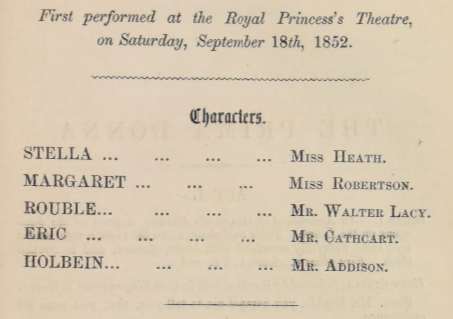 First performed at the Royal Princess's Theatre,
on Saturday, September 18th, 1852.
Characters.
STELLA ... ... ... ... MISS HEATH.
MARGARET ... ... ... MISS ROBERTSON.
ROUBLE... ... ... ... MR. WALTER LACY.
ERIC ... ... ... ... MR. CATHCART.
HOLBEIN... ... ... ... MR. ADDISON.